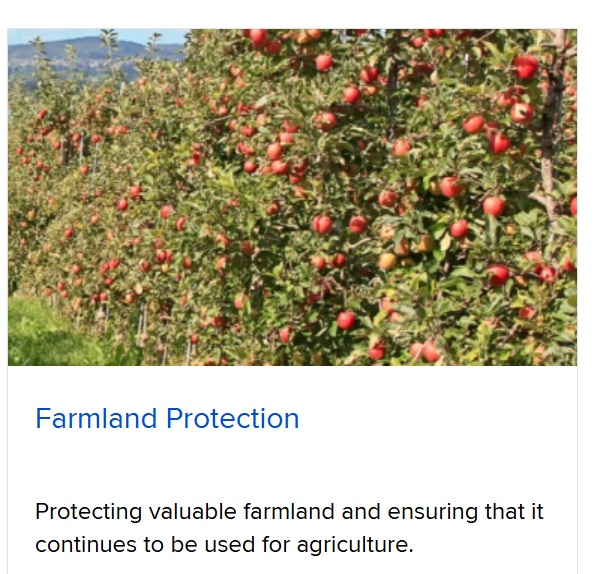 Farmland Protection
Protecting valuable farmland and ensuring that it
continues to be used for agriculture.